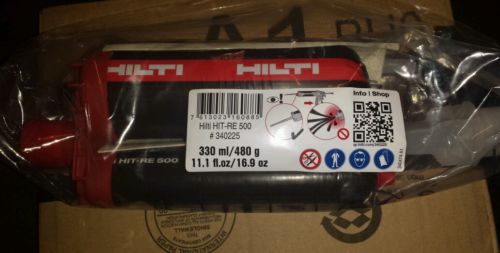 HILTI HILTI
7 613023 160885
Hilti HIT-RE 500
# 340225
330 ml/480 g
11.1 fl.oz/16.9 oz
Info | Shop
HIT-RE 500
SINGLEWALL